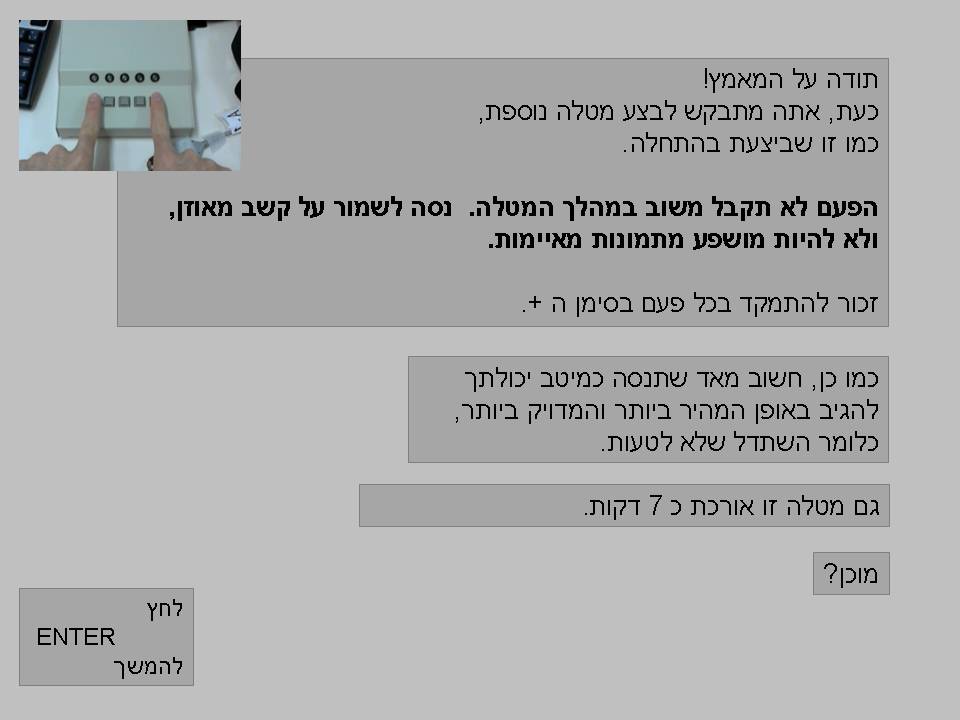 תודה על המאמץ!
כעת, אתה מתבקש לבצע מטלה נוספת,
כמו זו שביצעת בהתחלה.
הפעם לא תקבל משוב במהלך המטלה. נסה לשמור על קשב מאוזן,
ולא להיות מושפע מתמונות מאיימות.
זכור להתמקד בכל פעם בסימן ה +.
כמו כן, חשוב מאד שתנסה כמיטב יכולתך
להגיב באופן המהיר ביותר והמדויק ביותר,
כלומר השתדל שלא לטעות.
גם מטלה זו אורכת כ 7 דקות.
מוכן?
לחץ
ENTER
להמשך